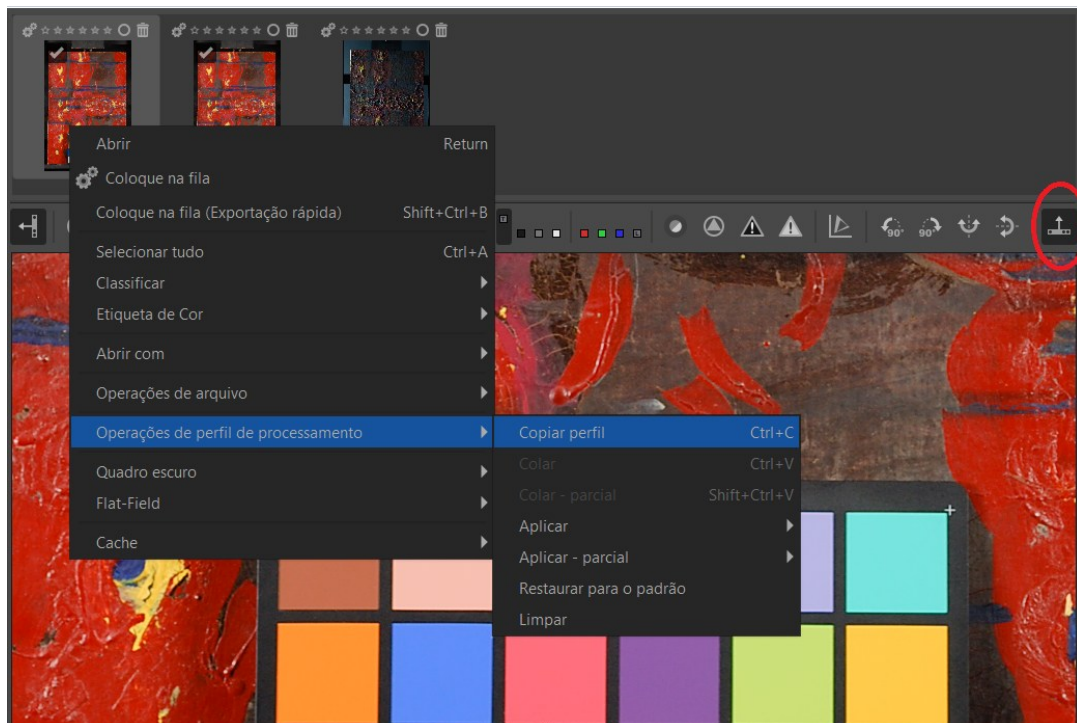 Abrir Return
Coloque na fila
Coloque na fila (Exportação rápida) Shift+Ctrl+B
Selecionar tudo Ctrl+A
Classificar
Etiqueta de Cor
Abrir com
Operações de arquivo
Operações de perfil de processamento
Quadro escuro
Flat-Field
Cache
Copiar perfil Ctrl+C
Colar Ctrl+V
Colar - parcial Shift+Ctrl+V
Aplicar
Aplicar - parcial
Restaurar para o padrão
Limpar
90°
90°